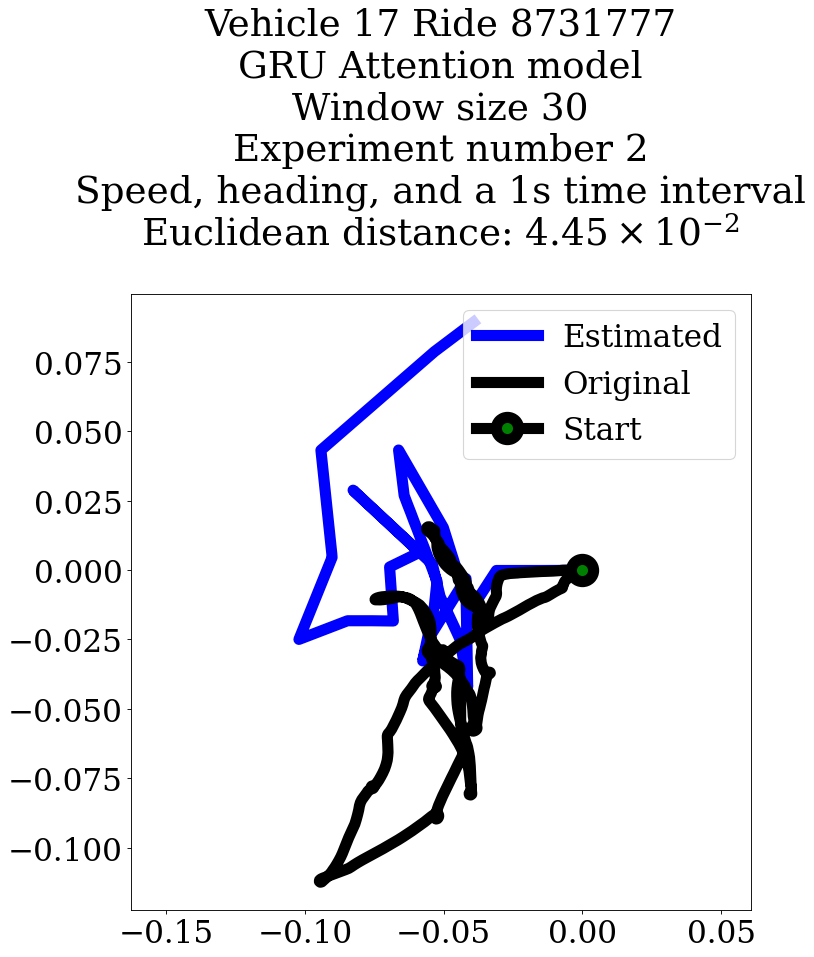 Vehicle 17 Ride 8731777
GRU Attention model
Window size 30
Experiment number 2
Speed, heading, and a 1s time interval
Euclidean distance: 4.45 × 10⁻²
Estimated
Original
Start
0.075
0.050
0.025
0.000
−0.025
−0.050
−0.075
−0.100
−0.15 −0.10 −0.05 0.00 0.05